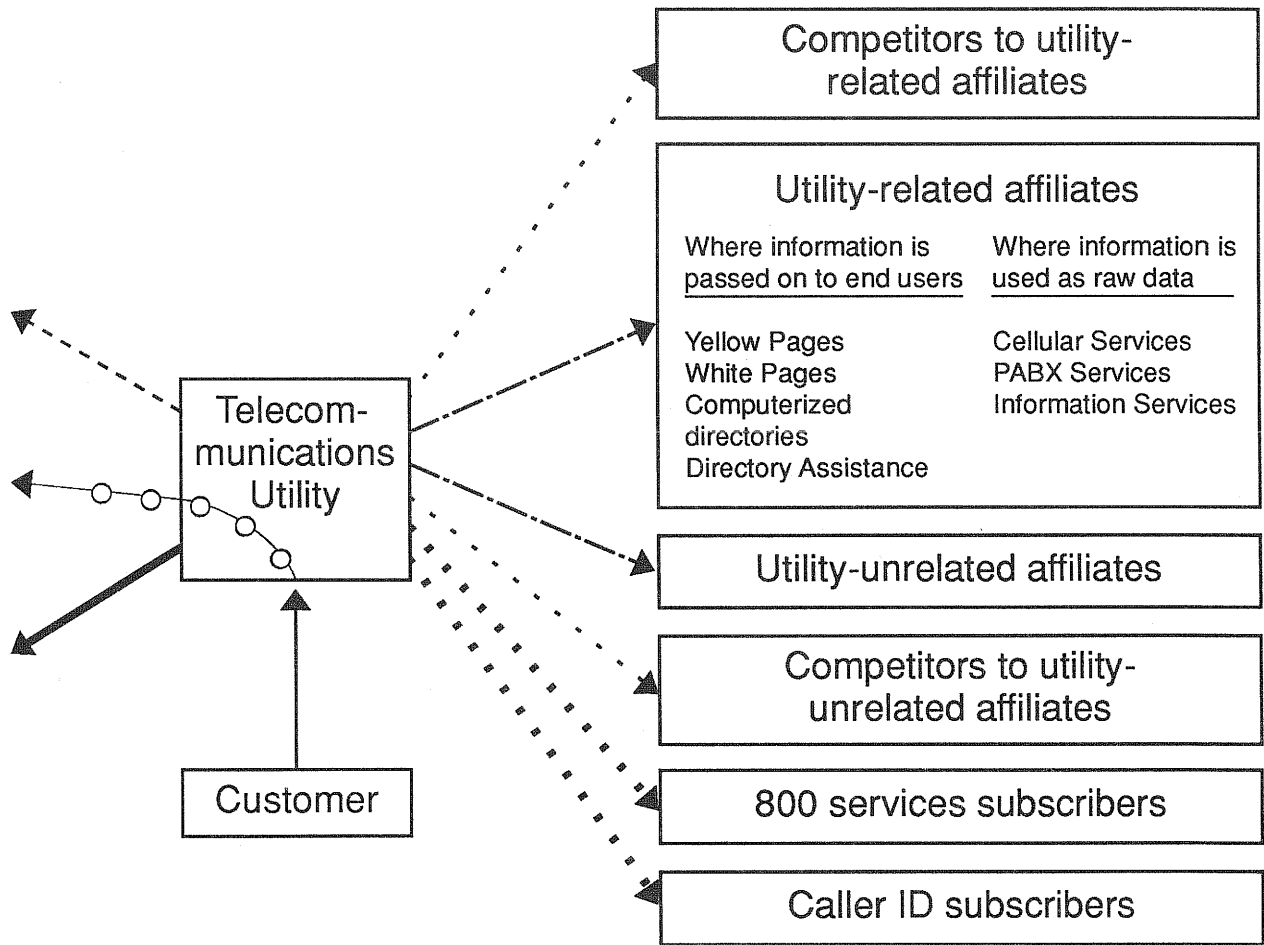 Competitors to utility-
related affiliates
Utility-related affiliates
Where information is
passed on to end users
Where information is
used as raw data
Yellow Pages
White Pages
Computerized
directories
Directory Assistance
Cellular Services
PABX Services
Information Services
Telecom-
munications
Utility
Utility-unrelated affiliates
Competitors to utility-
unrelated affiliates
Customer
800 services subscribers
Caller ID subscribers